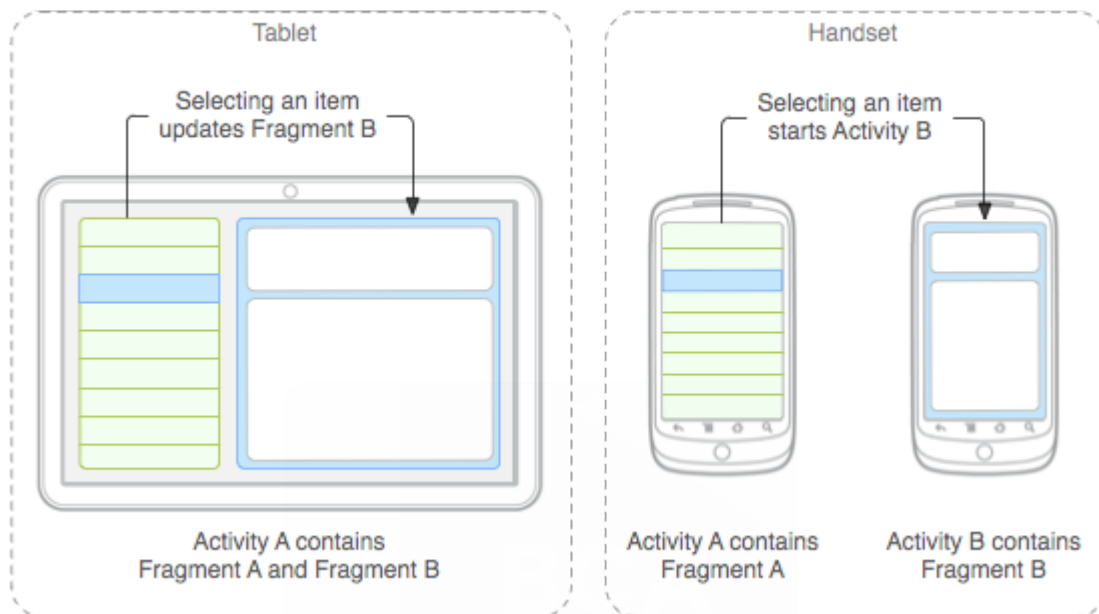 Tablet
Selecting an item
updates Fragment B
Activity A contains
Fragment A and Fragment B
Handset
Selecting an item
starts Activity B
Activity A contains
Fragment A
Activity B contains
Fragment B